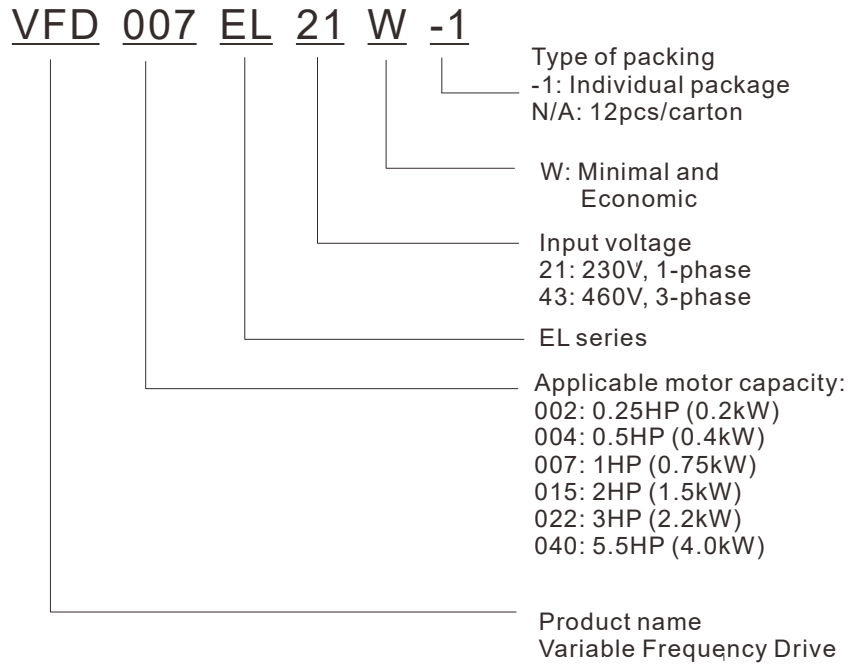 VFD 007 EL 21 W -1
Type of packing
-1: Individual package
N/A: 12pcs/carton
W: Minimal and
Economic
Input voltage
21: 230V, 1-phase
43: 460V, 3-phase
EL series
Applicable motor capacity:
002: 0.25HP (0.2kW)
004: 0.5HP (0.4kW)
007: 1HP (0.75kW)
015: 2HP (1.5kW)
022: 3HP (2.2kW)
040: 5.5HP (4.0kW)
Product name
Variable Frequency Drive